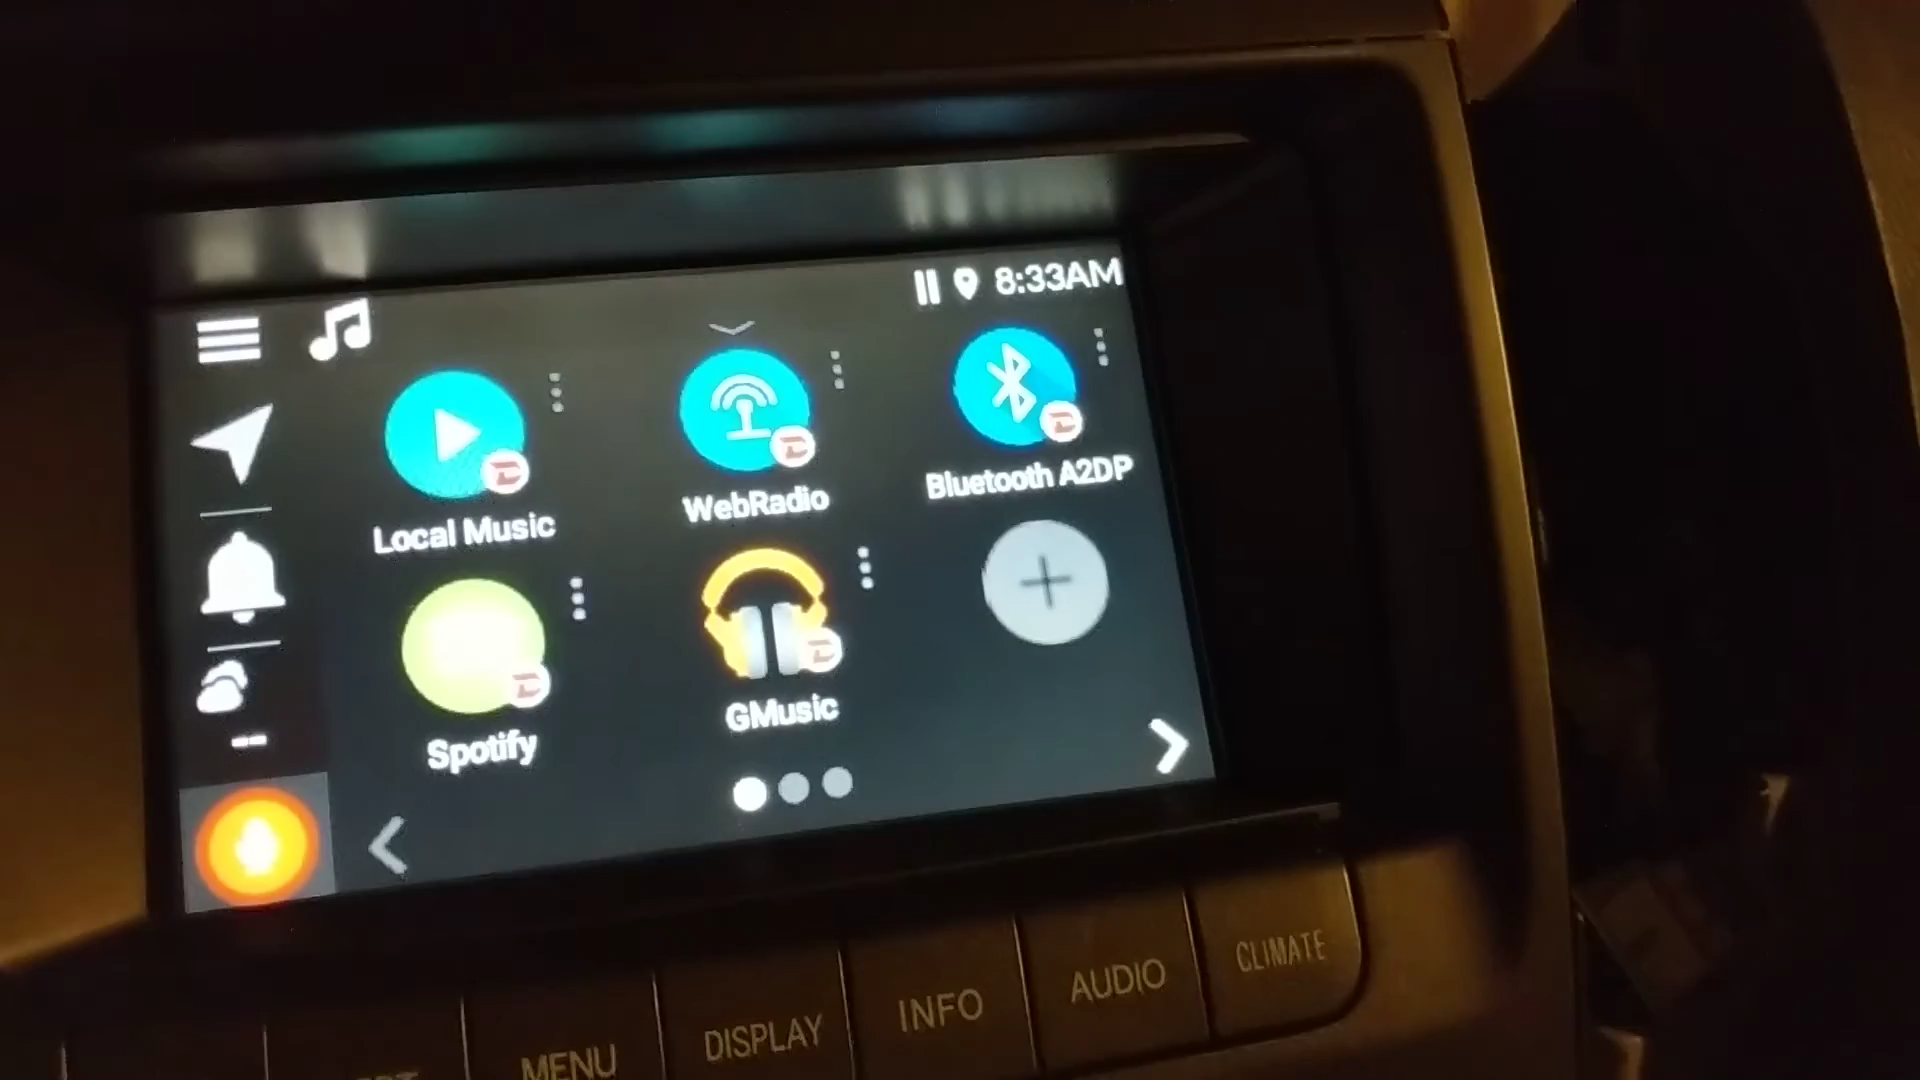 8:33AM
Local Music
WebRadio
Bluetooth A2DP
Spotify
GMusic
--
MENU
DISPLAY
INFO
AUDIO
CLIMATE